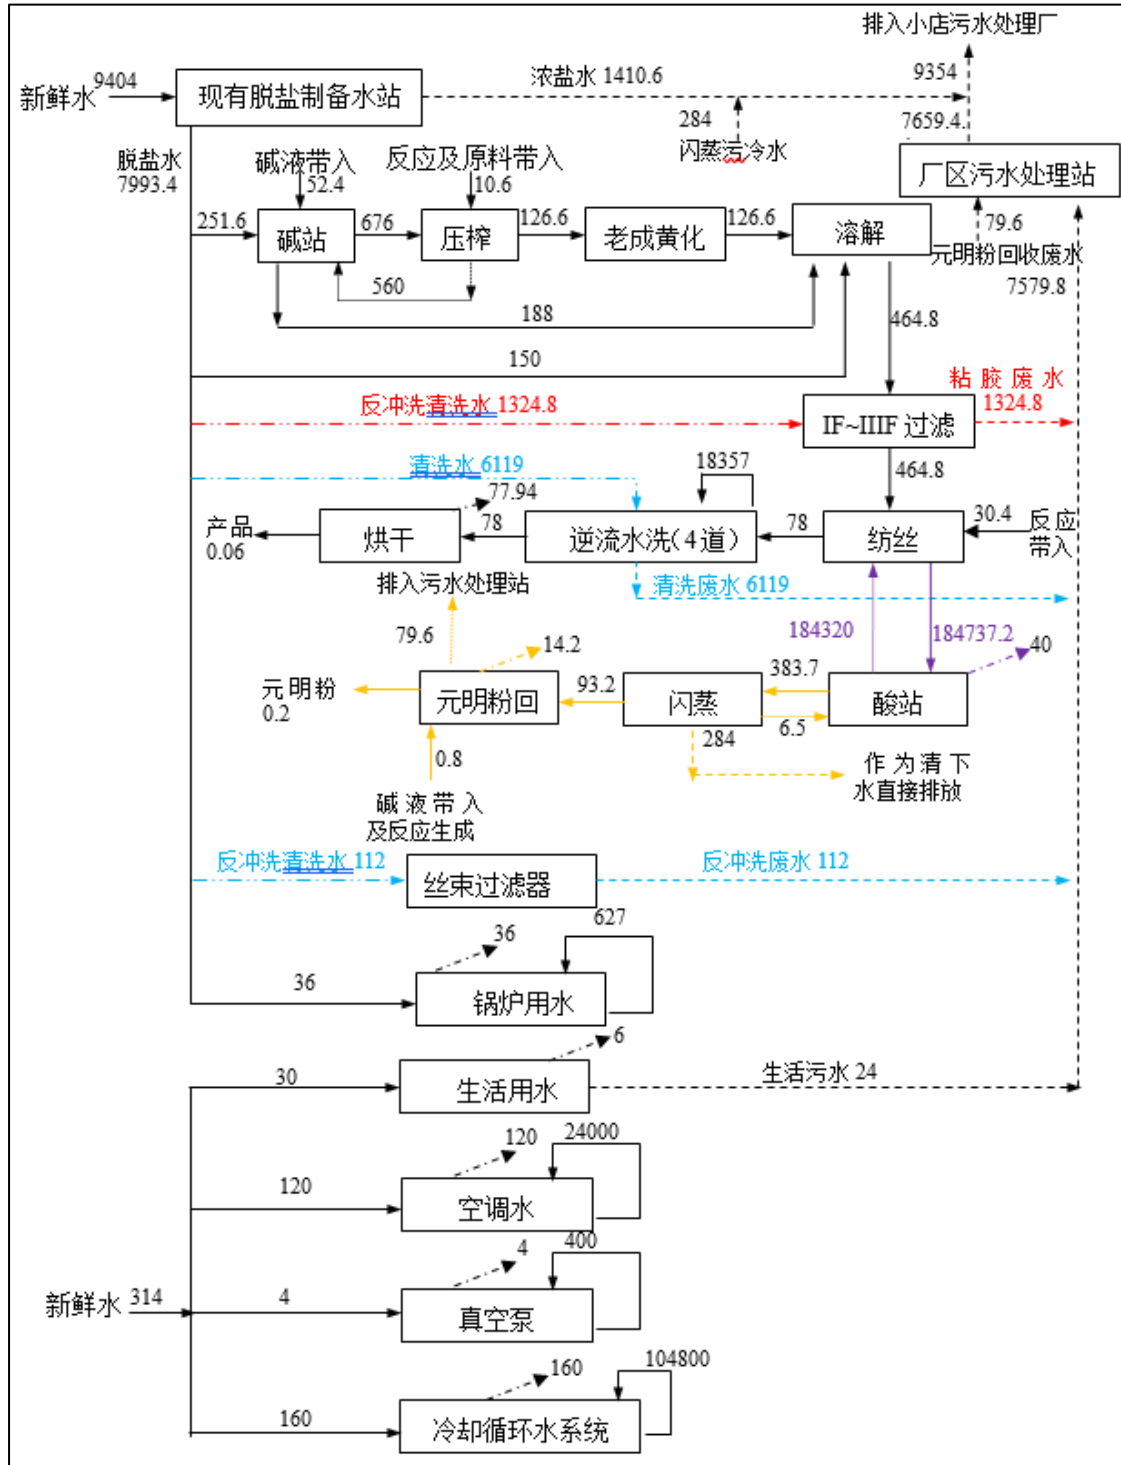 排入小店污水处理厂
新鲜水 9404
现有脱盐制备水站
浓盐水 1410.6
9354
284
闪蒸污冷水
7659.4.
脱盐水
7993.4
碱液带入
52.4
反应及原料带入
10.6
厂区污水处理站
251.6
碱站
676
压榨
126.6
老成黄化
126.6
溶解
79.6
元明粉回收废水
7579.8
560
188
464.8
150
粘胶废水
1324.8
反冲洗清洗水 1324.8
IF~IIIF 过滤
清洗水 6119
18357
464.8
77.94
产品
0.06
烘干
78
逆流水洗（4道）
78
纺丝
30.4
反应
带入
排入污水处理站
清洗废水 6119
79.6
14.2
184320
184737.2
40
元明粉
0.2
元明粉回
93.2
闪蒸
383.7
6.5
酸站
284
0.8
作为清下
水直接排放
碱液带入
及反应生成
反冲洗清洗水 112
丝束过滤器
反冲洗废水 112
36
627
36
锅炉用水
6
30
生活用水
生活污水 24
120
24000
120
空调水
4
400
新鲜水 314
4
真空泵
160
104800
160
冷却循环水系统